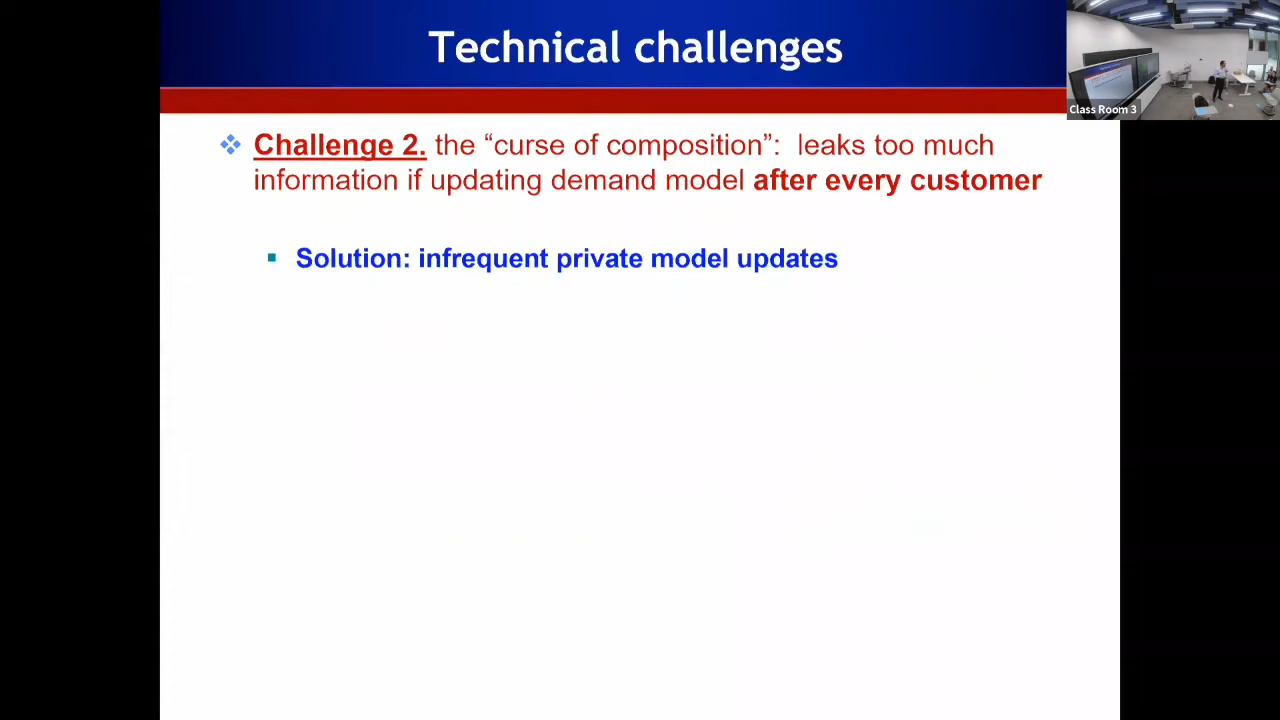 Technical challenges
Class Room 3
Challenge 2. the “curse of composition”: leaks too much
information if updating demand model after every customer
Solution: infrequent private model updates